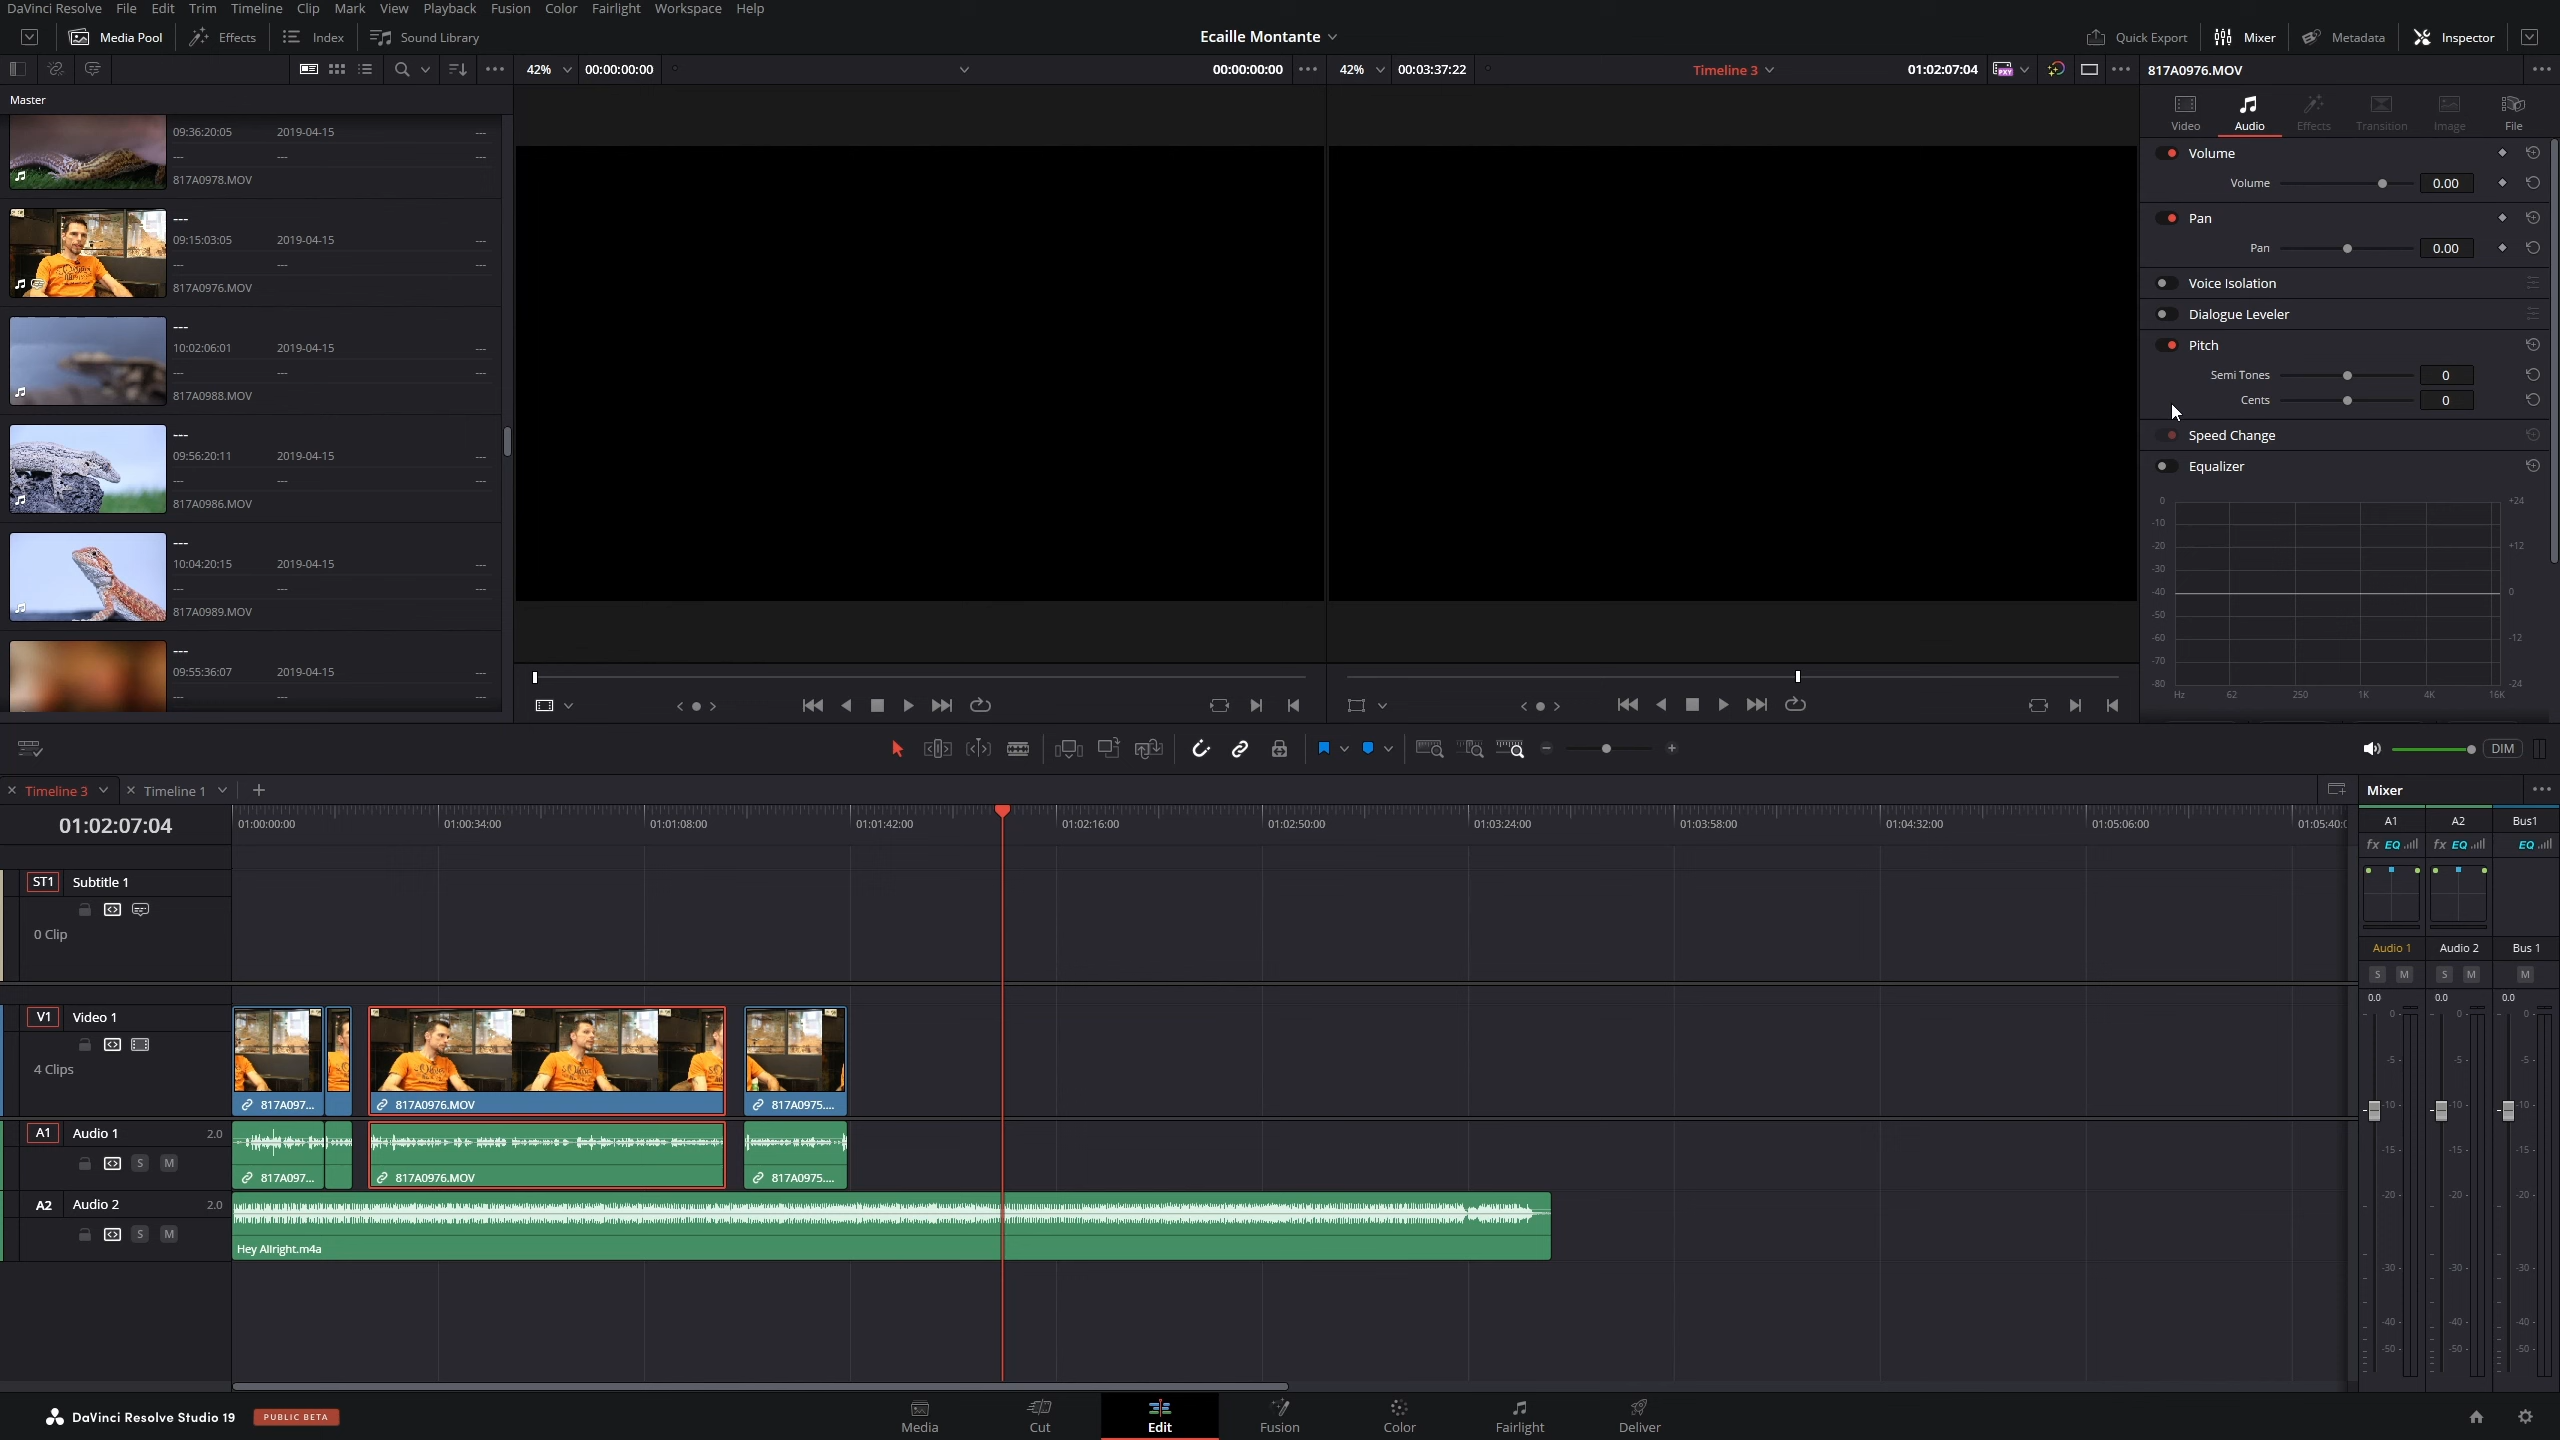 DaVinci Resolve File Edit Trim Timeline Clip Mark View Playback Fusion Color Fairlight Workspace Help
Media Pool Effects Index Sound Library Ecaille Montante Quick Export Mixer Metadata Inspector
42% 00:00:00:00 00:00:00:00 42% 00:03:37:22 Timeline 3 01:02:07:04 817A0976.MOV
Master
09:36:20:05 2019-04-15 ---
--- ---
817A0978.MOV
---
09:15:03:05 2019-04-15 ---
--- ---
817A0976.MOV
---
10:02:06:01 2019-04-15 ---
--- ---
817A0988.MOV
---
09:56:20:11 2019-04-15 ---
--- ---
817A0986.MOV
---
10:04:20:15 2019-04-15 ---
--- ---
817A0989.MOV
---
09:55:36:07 2019-04-15 ---
--- ---
Video Audio Effects Transition Image File
Volume
Volume 0.00
Pan
Pan 0.00
Voice Isolation
Dialogue Leveler
Pitch
Semi Tones 0
Cents 0
Speed Change
Equalizer
0 +24
-10
-20 +12
-30
-40 0
-50
-60 -12
-70
-80 -24
Hz 62 250 1K 4K 16K
DIM
Timeline 3 Timeline 1
Mixer
01:02:07:04
01:00:00:00 01:00:34:00 01:01:08:00 01:01:42:00 01:02:16:00 01:02:50:00 01:03:24:00 01:03:58:00 01:04:32:00 01:05:06:00 01:05:40:
A1 A2 Bus1
fx EQ fx EQ EQ
ST1 Subtitle 1
0 Clip
Audio 1 Audio 2 Bus 1
S M S M M
0.0 0.0 0.0
0 0 0
-5 -5 -5
-10 -10 -10
-15 -15 -15
-20 -20 -20
-30 -30 -30
-40 -40 -40
-50 -50 -50
V1 Video 1
4 Clips
817A097... 817A0976.MOV 817A0975....
A1 Audio 1 2.0
S M
817A097... 817A0976.MOV 817A0975....
A2 Audio 2 2.0
S M
Hey Allright.m4a
DaVinci Resolve Studio 19 PUBLIC BETA
Media Cut Edit Fusion Color Fairlight Deliver